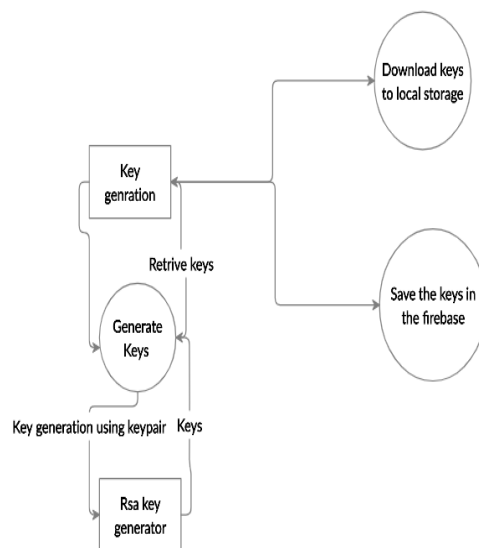 Download keys
to local storage
Key
genration
Retrive keys
Save the keys in
the firebase
Generate
Keys
Key generation using keypair
Keys
Rsa key
generator